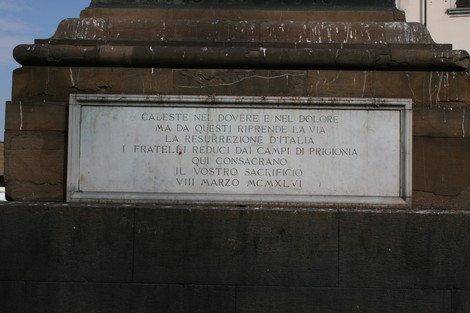 CADESTE NEL DOVERE E NEL DOLORE
MA DA QUESTI RIPRENDE LA VIA
LA RESURREZIONE D'ITALIA
I FRATELLI REDUCI DAI CAMPI DI PRIGIONIA
QUI CONSACRANO
IL VOSTRO SACRIFICIO
VIII MARZO MCMXLVI